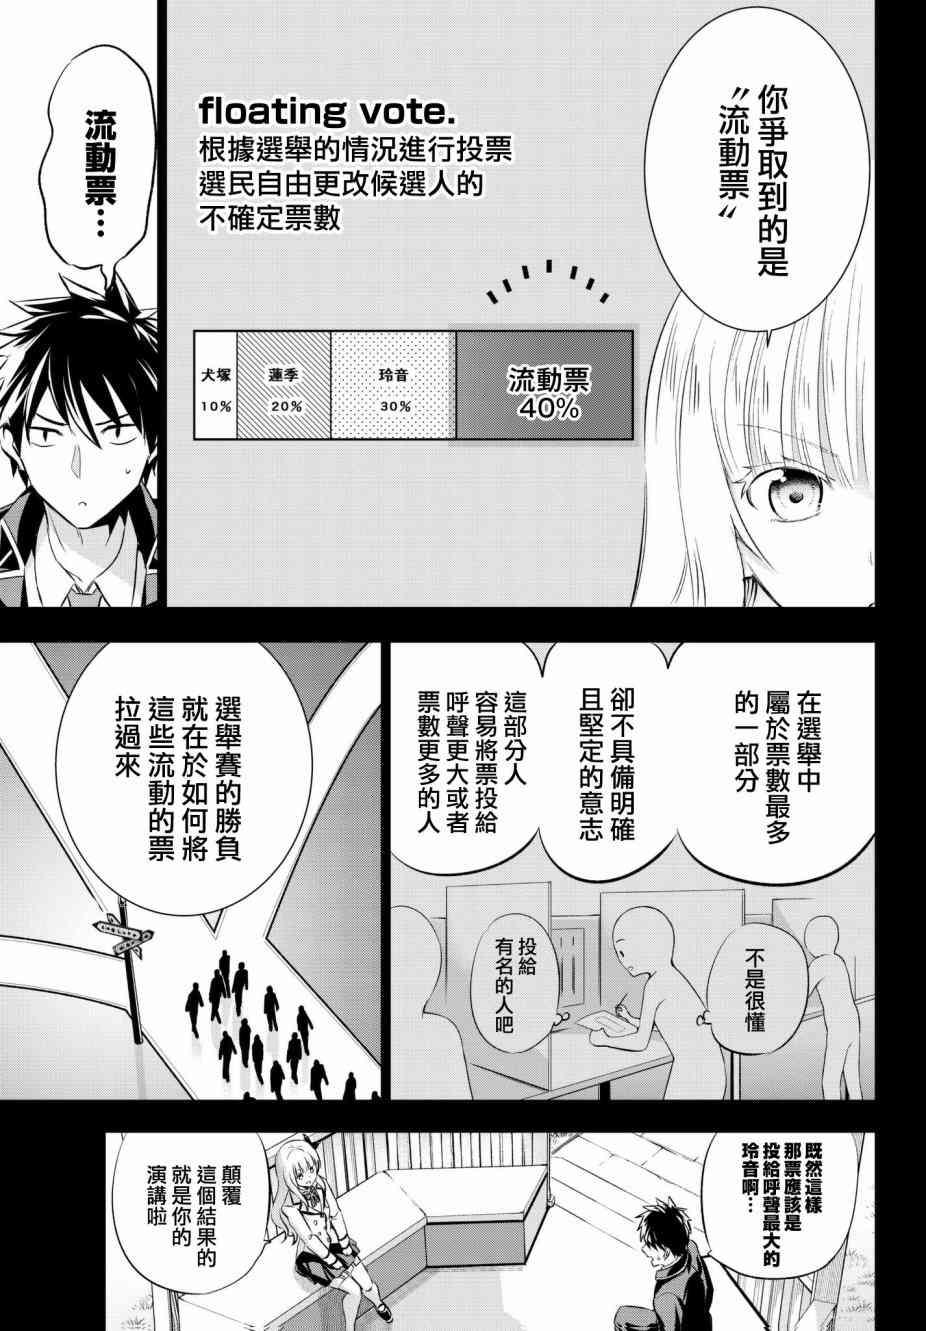 你爭取到的是
〝流動票〞
floating vote.
根據選舉的情況進行投票
選民自由更改候選人的
不確定票數
犬塚
10%
蓮季
20%
玲音
30%
流動票
40%
流動票…
在選舉中
屬於票數最多
的一部分
卻不具備明確
且堅定的意志
這部分人
容易將票投給
呼聲更大或者
票數更多的人
不是很懂
投給
有名的人吧
選舉賽的勝負
就在於如何將
這些流動的票
拉過來
既然這樣
那票應該是
投給呼聲最大的
玲音啊…
顛覆
這個結果的
就是你的
演講啦